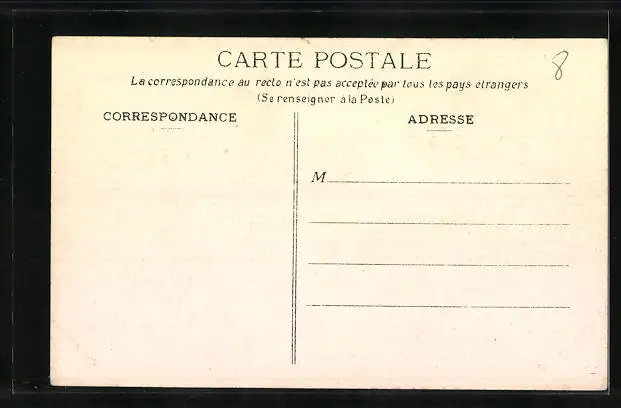 CARTE POSTALE
8
La correspondance au recto n'est pas acceptée par tous les pays étrangers
(Se renseigner à la Poste)
CORRESPONDANCE
ADRESSE
M